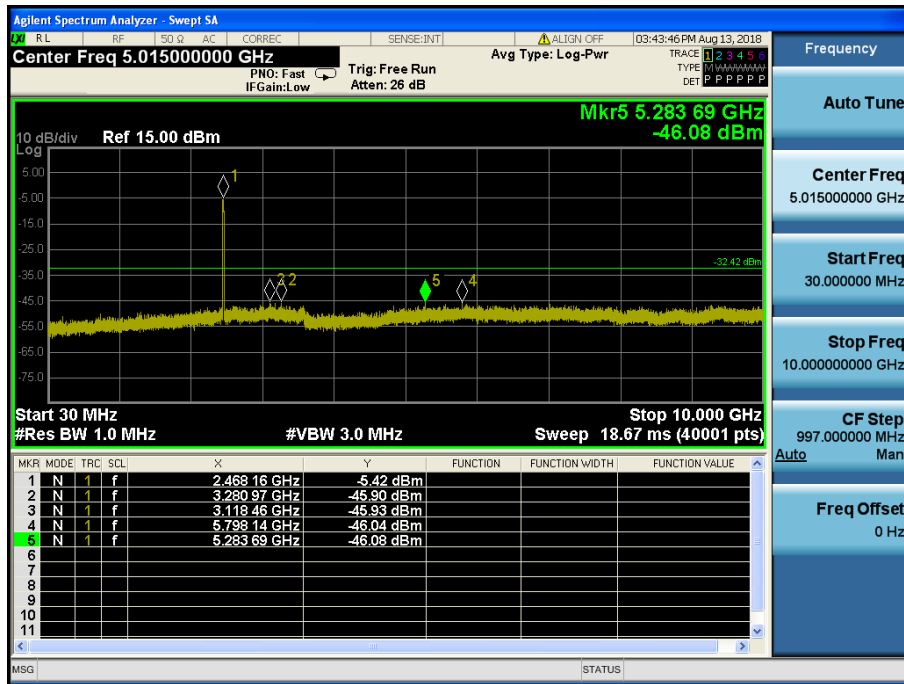 Agilent Spectrum Analyzer - Swept SA
LXI RL RF 50 Ω AC CORREC SENSE:INT ALIGN OFF 03:43:46 PM Aug 13, 2018
Center Freq 5.015000000 GHz
PNO: Fast
IFGain:Low
Trig: Free Run
Atten: 26 dB
Avg Type: Log-Pwr
TRACE 1 2 3 4 5 6
TYPE M WWWWW
DET P P P P P P
Mkr5 5.283 69 GHz
-46.08 dBm
10 dB/div Ref 15.00 dBm
Log
5.00
-5.00
-15.0
-25.0
-35.0
-45.0
-55.0
-65.0
-75.0
1
2
5
4
-32.42 dBm
Start 30 MHz
Stop 10.000 GHz
#Res BW 1.0 MHz
#VBW 3.0 MHz
Sweep 18.67 ms (40001 pts)
MKR MODE TRC SCL X Y FUNCTION FUNCTION WIDTH FUNCTION VALUE
1 N 1 f 2.468 16 GHz -5.42 dBm
2 N 1 f 3.280 97 GHz -45.90 dBm
3 N 1 f 3.118 46 GHz -45.93 dBm
4 N 1 f 5.798 14 GHz -46.04 dBm
5 N 1 f 5.283 69 GHz -46.08 dBm
6
7
8
9
10
11
MSG
STATUS
Frequency
Auto Tune
Center Freq
5.015000000 GHz
Start Freq
30.000000 MHz
Stop Freq
10.000000000 GHz
CF Step
997.000000 MHz
Auto Man
Freq Offset
0 Hz